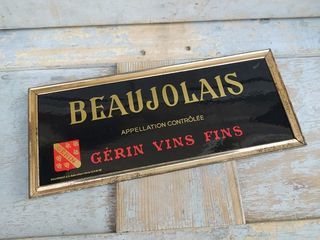 BEAUJOLAIS
APPELLATION CONTRÔLÉE
GÉRIN VINS FINS